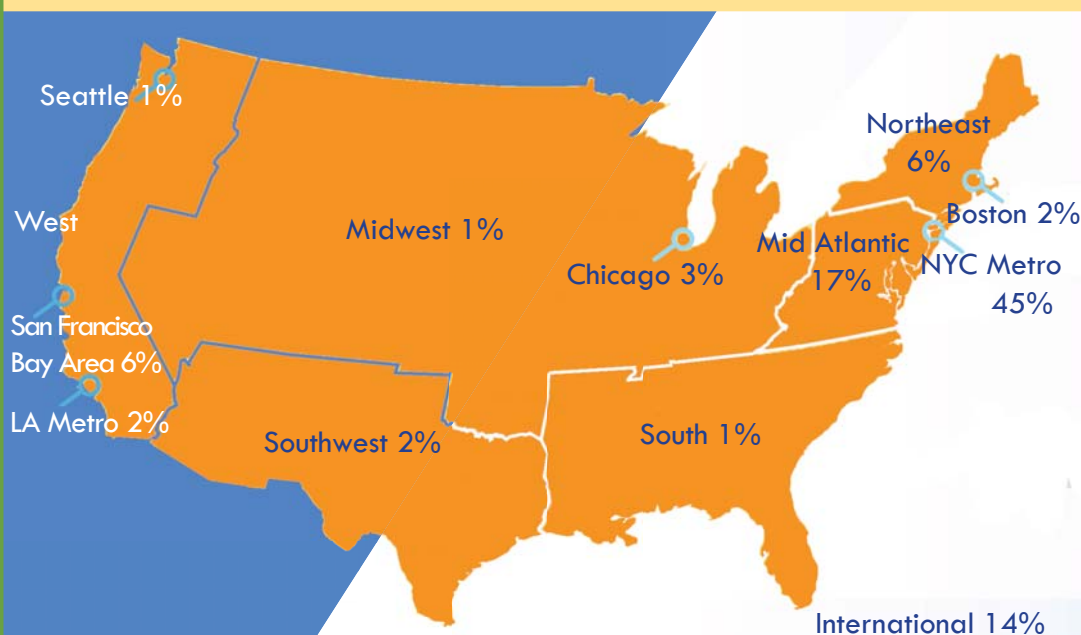 Seattle 1%
West
San Francisco
Bay Area 6%
LA Metro 2%
Midwest 1%
Southwest 2%
Chicago 3%
South 1%
Northeast
6%
Boston 2%
Mid Atlantic
17%
NYC Metro
45%
International 14%